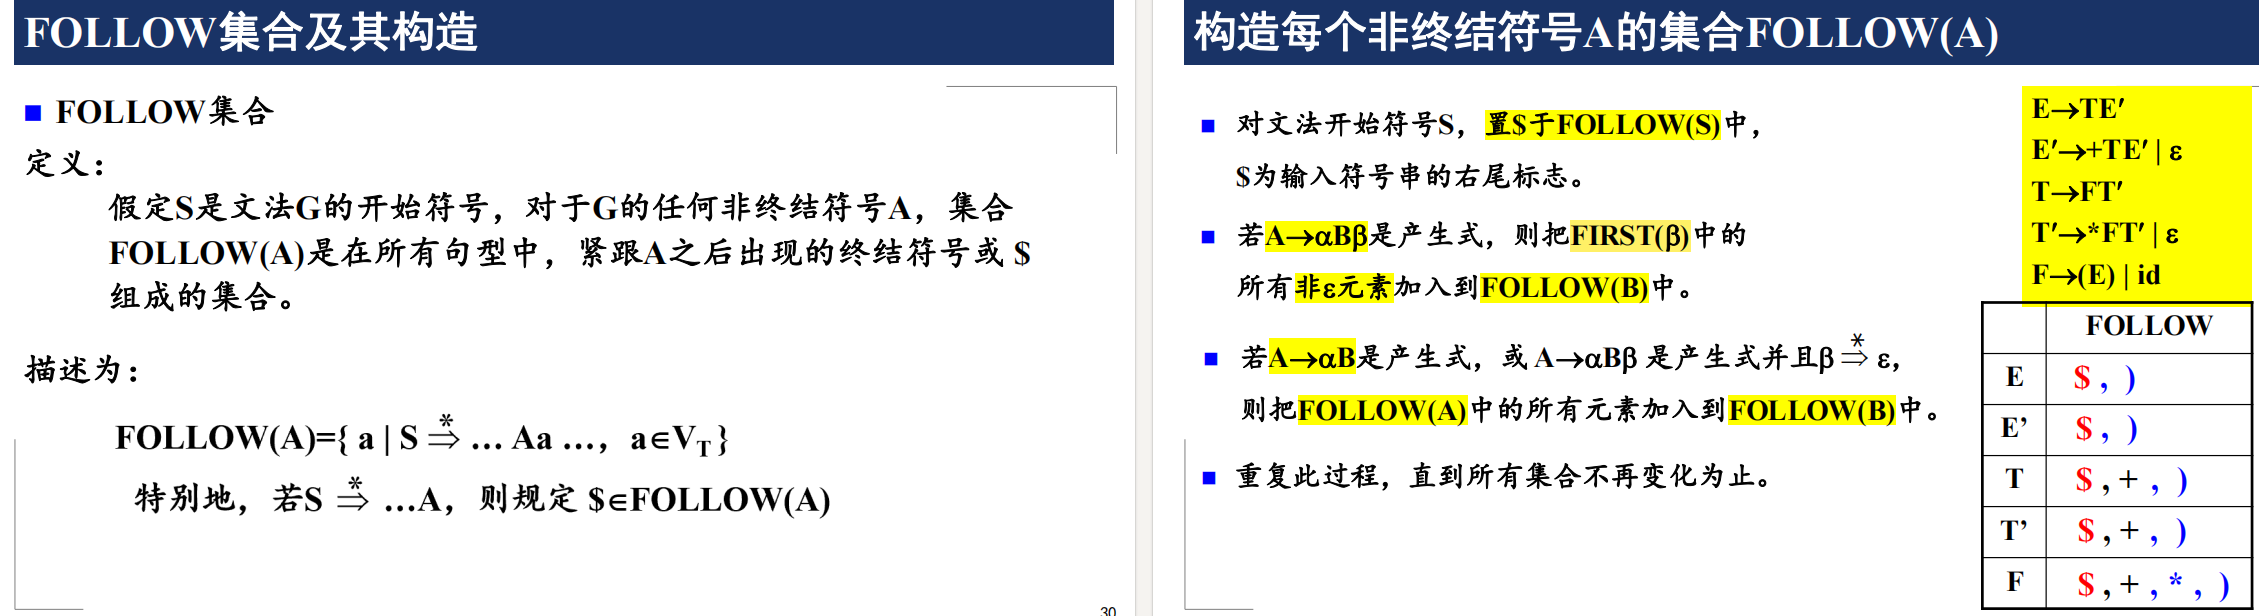 FOLLOW集合及其构造
■ FOLLOW集合
定义：
假定S是文法G的开始符号，对于G的任何非终结符号A，集合
FOLLOW(A)是在所有句型中，紧跟A之后出现的终结符号或 $
组成的集合。
描述为：
FOLLOW(A)={ a | S ⇒* … Aa …，a∈V_T }
特别地，若S ⇒* …A，则规定 $∈FOLLOW(A)
30
构造每个非终结符号A的集合FOLLOW(A)
■ 对文法开始符号S，置$于FOLLOW(S)中，
$为输入符号串的右尾标志。
■ 若A→αBβ是产生式，则把FIRST(β)中的
所有非ε元素加入到FOLLOW(B)中。
■ 若A→αB是产生式，或 A→αBβ 是产生式并且β ⇒* ε，
则把FOLLOW(A)中的所有元素加入到FOLLOW(B)中。
■ 重复此过程，直到所有集合不再变化为止。
E→TE′
E′→+TE′ | ε
T→FT′
T′→*FT′ | ε
F→(E) | id
FOLLOW
E $ , )
E’ $ , )
T $ , + , )
T’ $ , + , )
F $ , + , * , )